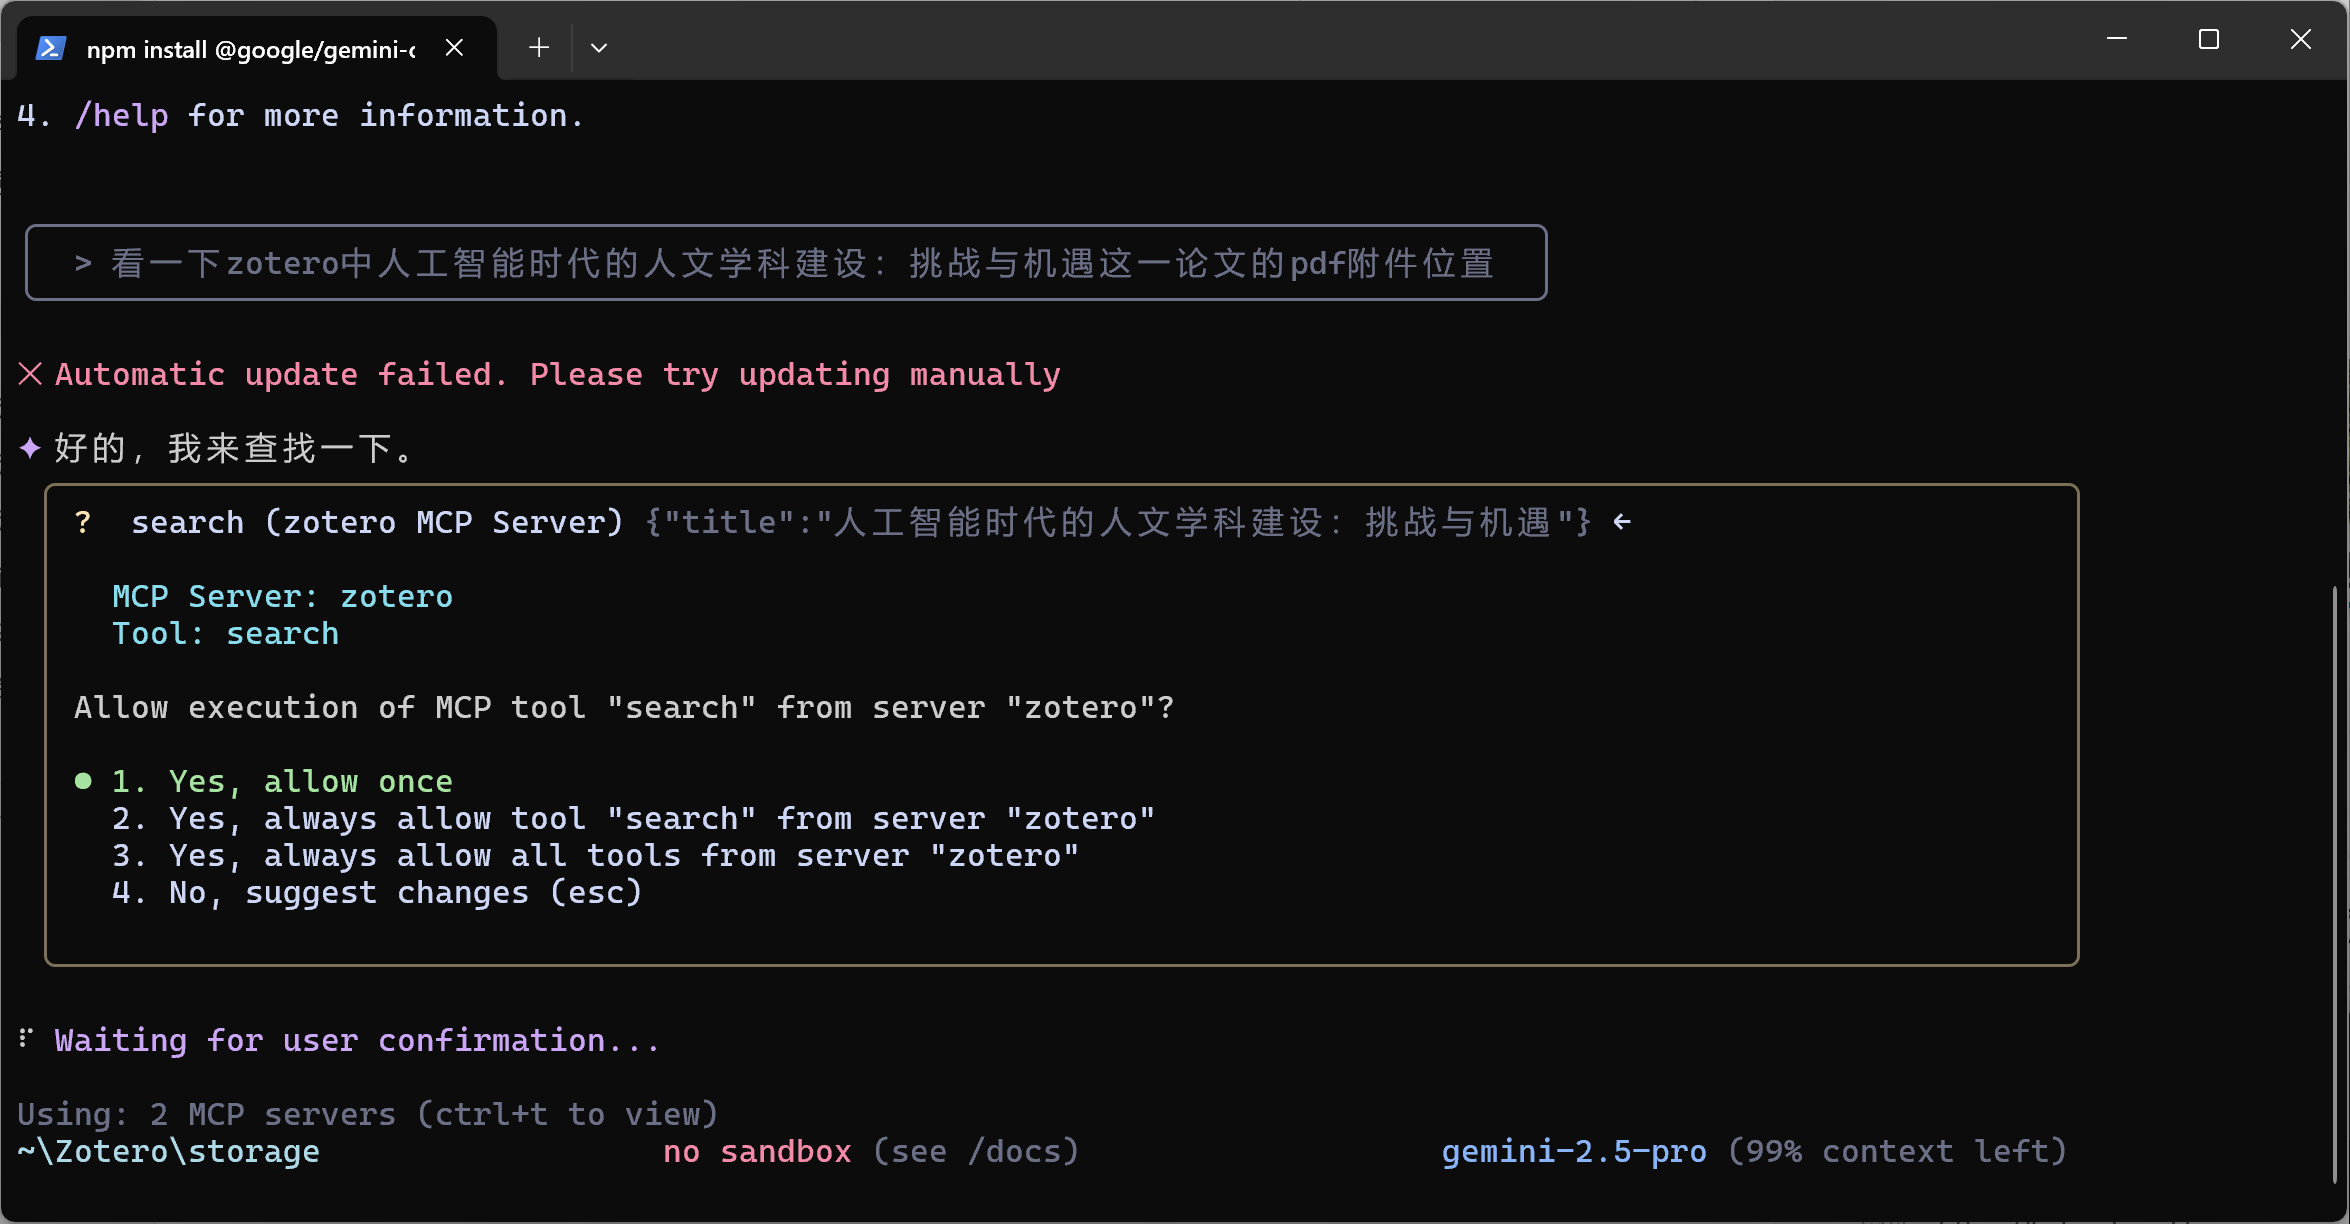 npm install @google/gemini-c
4. /help for more information.
> 看一下zotero中人工智能时代的人文学科建设：挑战与机遇这一论文的pdf附件位置
Automatic update failed. Please try updating manually
好的，我来查找一下。
? search (zotero MCP Server) {"title":"人工智能时代的人文学科建设：挑战与机遇"} ←
MCP Server: zotero
Tool: search
Allow execution of MCP tool "search" from server "zotero"?
● 1. Yes, allow once
2. Yes, always allow tool "search" from server "zotero"
3. Yes, always allow all tools from server "zotero"
4. No, suggest changes (esc)
Waiting for user confirmation...
Using: 2 MCP servers (ctrl+t to view)
~\Zotero\storage no sandbox (see /docs) gemini-2.5-pro (99% context left)